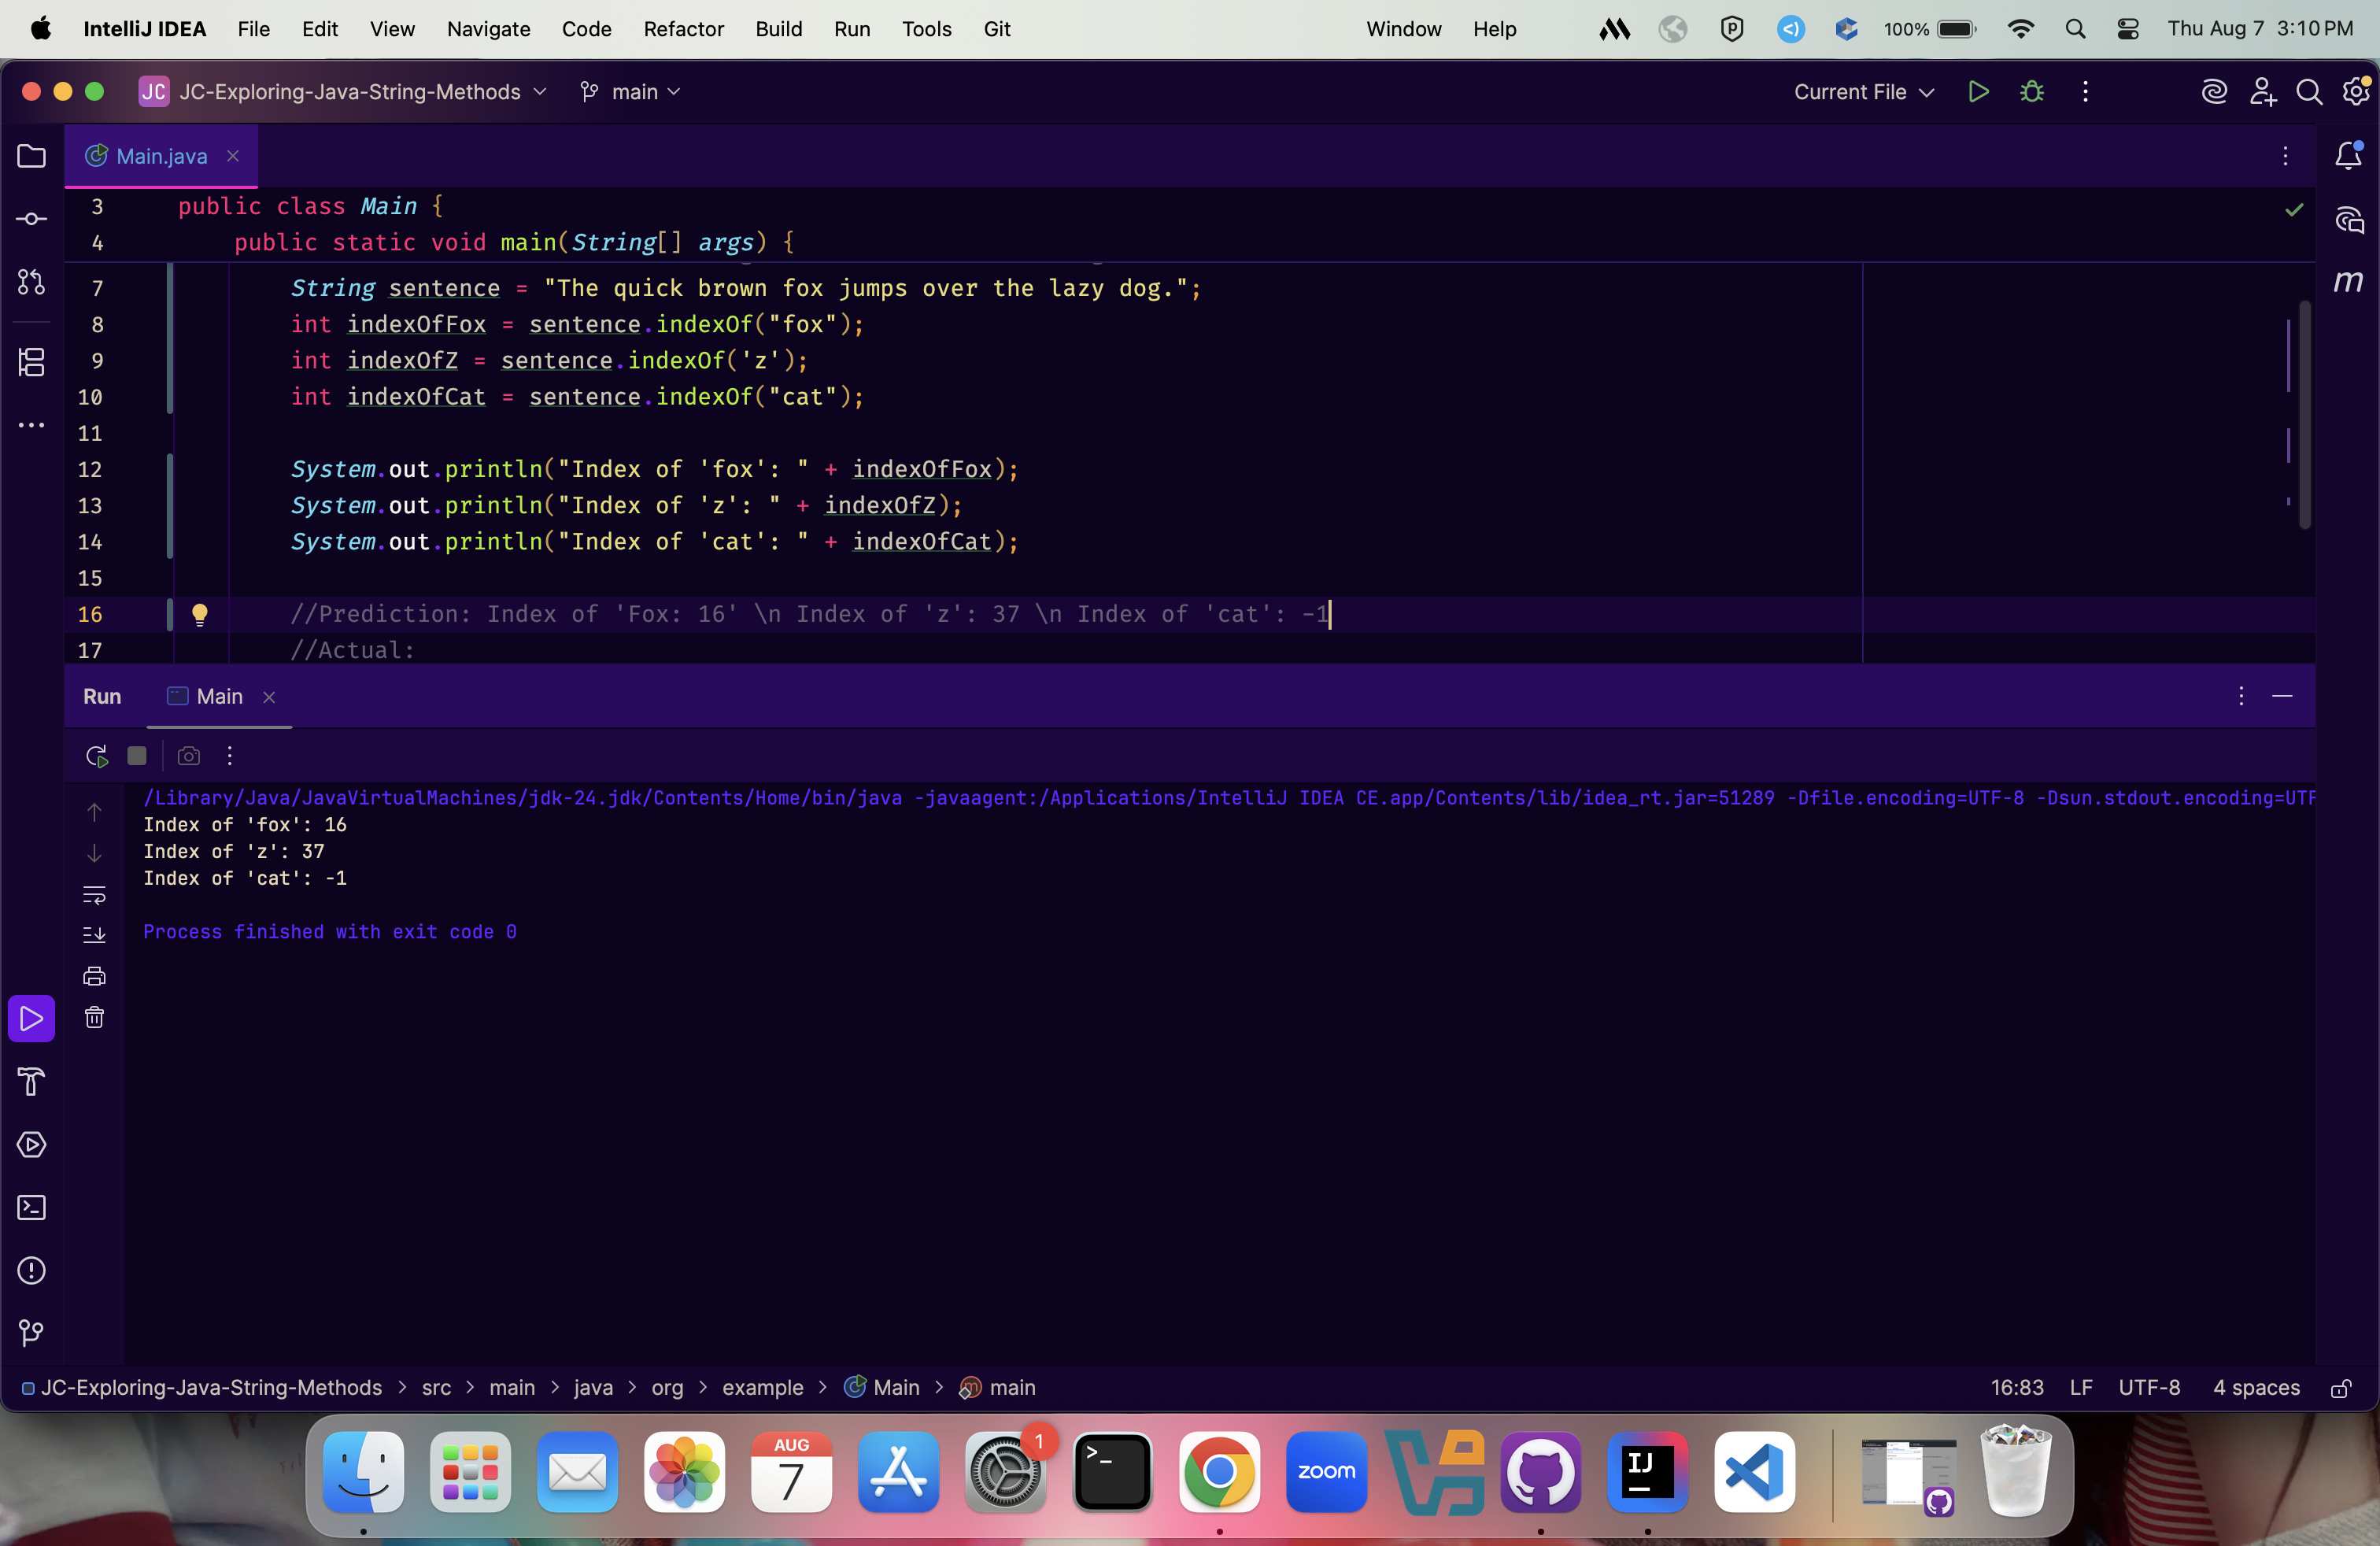 IntelliJ IDEA File Edit View Navigate Code Refactor Build Run Tools Git Window Help 100% Thu Aug 7 3:10 PM
JC JC-Exploring-Java-String-Methods main Current File
Main.java
3 public class Main {
4 public static void main(String[] args) {
7 String sentence = "The quick brown fox jumps over the lazy dog.";
8 int indexOfFox = sentence.indexOf("fox");
9 int indexOfZ = sentence.indexOf('z');
10 int indexOfCat = sentence.indexOf("cat");
11
12 System.out.println("Index of 'fox': " + indexOfFox);
13 System.out.println("Index of 'z': " + indexOfZ);
14 System.out.println("Index of 'cat': " + indexOfCat);
15
16 //Prediction: Index of 'Fox: 16' \n Index of 'z': 37 \n Index of 'cat': -1
17 //Actual:
Run Main
/Library/Java/JavaVirtualMachines/jdk-24.jdk/Contents/Home/bin/java -javaagent:/Applications/IntelliJ IDEA CE.app/Contents/lib/idea_rt.jar=51289 -Dfile.encoding=UTF-8 -Dsun.stdout.encoding=UTF
Index of 'fox': 16
Index of 'z': 37
Index of 'cat': -1
Process finished with exit code 0
JC-Exploring-Java-String-Methods > src > main > java > org > example > Main > main 16:83 LF UTF-8 4 spaces
AUG
7
1
zoom
IJ